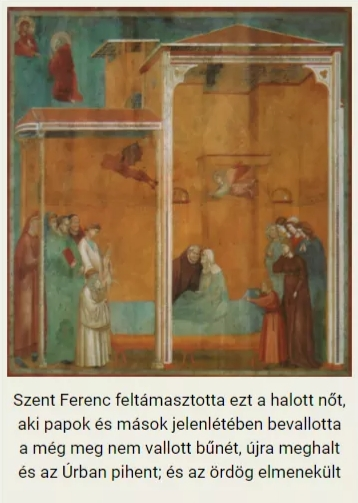 Szent Ferenc feltámasztotta ezt a halott nőt,
aki papok és mások jelenlétében bevallotta
a még meg nem vallott bűnét, újra meghalt
és az Úrban pihent; és az ördög elmenekült